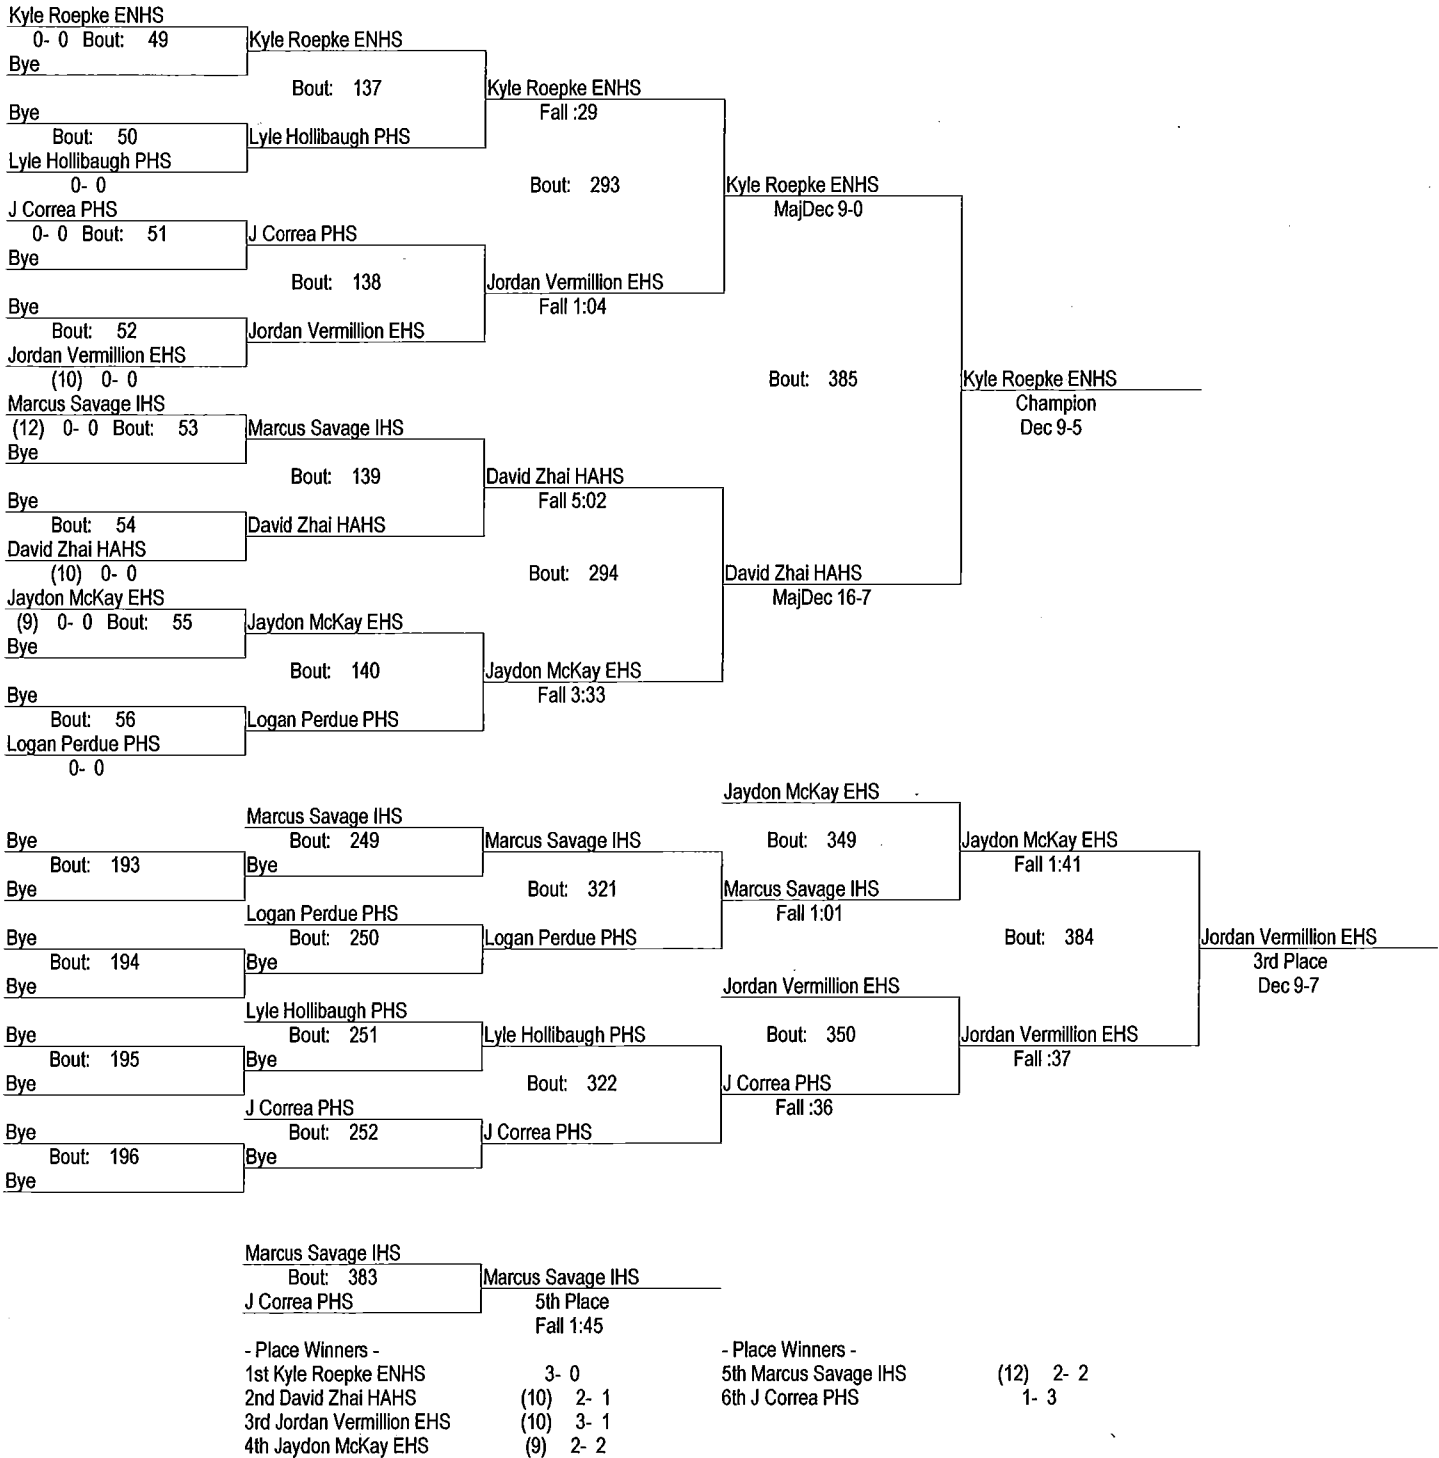 Kyle Roepke ENHS
0- 0 Bout: 49
Bye
Kyle Roepke ENHS
Bout: 137
Bye
Bout: 50
Lyle Hollibaugh PHS
0- 0
Lyle Hollibaugh PHS
Kyle Roepke ENHS
Fall :29
Bout: 293
J Correa PHS
0- 0 Bout: 51
Bye
J Correa PHS
Bout: 138
Bye
Bout: 52
Jordan Vermillion EHS
(10) 0- 0
Jordan Vermillion EHS
Jordan Vermillion EHS
Fall 1:04
Kyle Roepke ENHS
MajDec 9-0
Bout: 385
Kyle Roepke ENHS
Champion
Dec 9-5
Marcus Savage IHS
(12) 0- 0 Bout: 53
Bye
Marcus Savage IHS
Bout: 139
Bye
Bout: 54
David Zhai HAHS
(10) 0- 0
David Zhai HAHS
David Zhai HAHS
Fall 5:02
Bout: 294
David Zhai HAHS
MajDec 16-7
Jaydon McKay EHS
(9) 0- 0 Bout: 55
Bye
Jaydon McKay EHS
Bout: 140
Bye
Bout: 56
Logan Perdue PHS
0- 0
Logan Perdue PHS
Jaydon McKay EHS
Fall 3:33
Bye
Bout: 193
Bye
Marcus Savage IHS
Bout: 249
Bye
Marcus Savage IHS
Bout: 321
Bye
Bout: 194
Bye
Logan Perdue PHS
Bout: 250
Bye
Logan Perdue PHS
Jaydon McKay EHS
Bout: 349
Marcus Savage IHS
Fall 1:01
Jaydon McKay EHS
Fall 1:41
Bout: 384
Jordan Vermillion EHS
3rd Place
Dec 9-7
Bye
Bout: 195
Bye
Lyle Hollibaugh PHS
Bout: 251
Bye
Lyle Hollibaugh PHS
Bout: 322
Bye
Bout: 196
Bye
J Correa PHS
Bout: 252
Bye
J Correa PHS
Jordan Vermillion EHS
Bout: 350
J Correa PHS
Fall :36
Jordan Vermillion EHS
Fall :37
Marcus Savage IHS
Bout: 383
J Correa PHS
Marcus Savage IHS
5th Place
Fall 1:45
- Place Winners -
1st Kyle Roepke ENHS 3- 0
2nd David Zhai HAHS (10) 2- 1
3rd Jordan Vermillion EHS (10) 3- 1
4th Jaydon McKay EHS (9) 2- 2
- Place Winners -
5th Marcus Savage IHS (12) 2- 2
6th J Correa PHS 1- 3